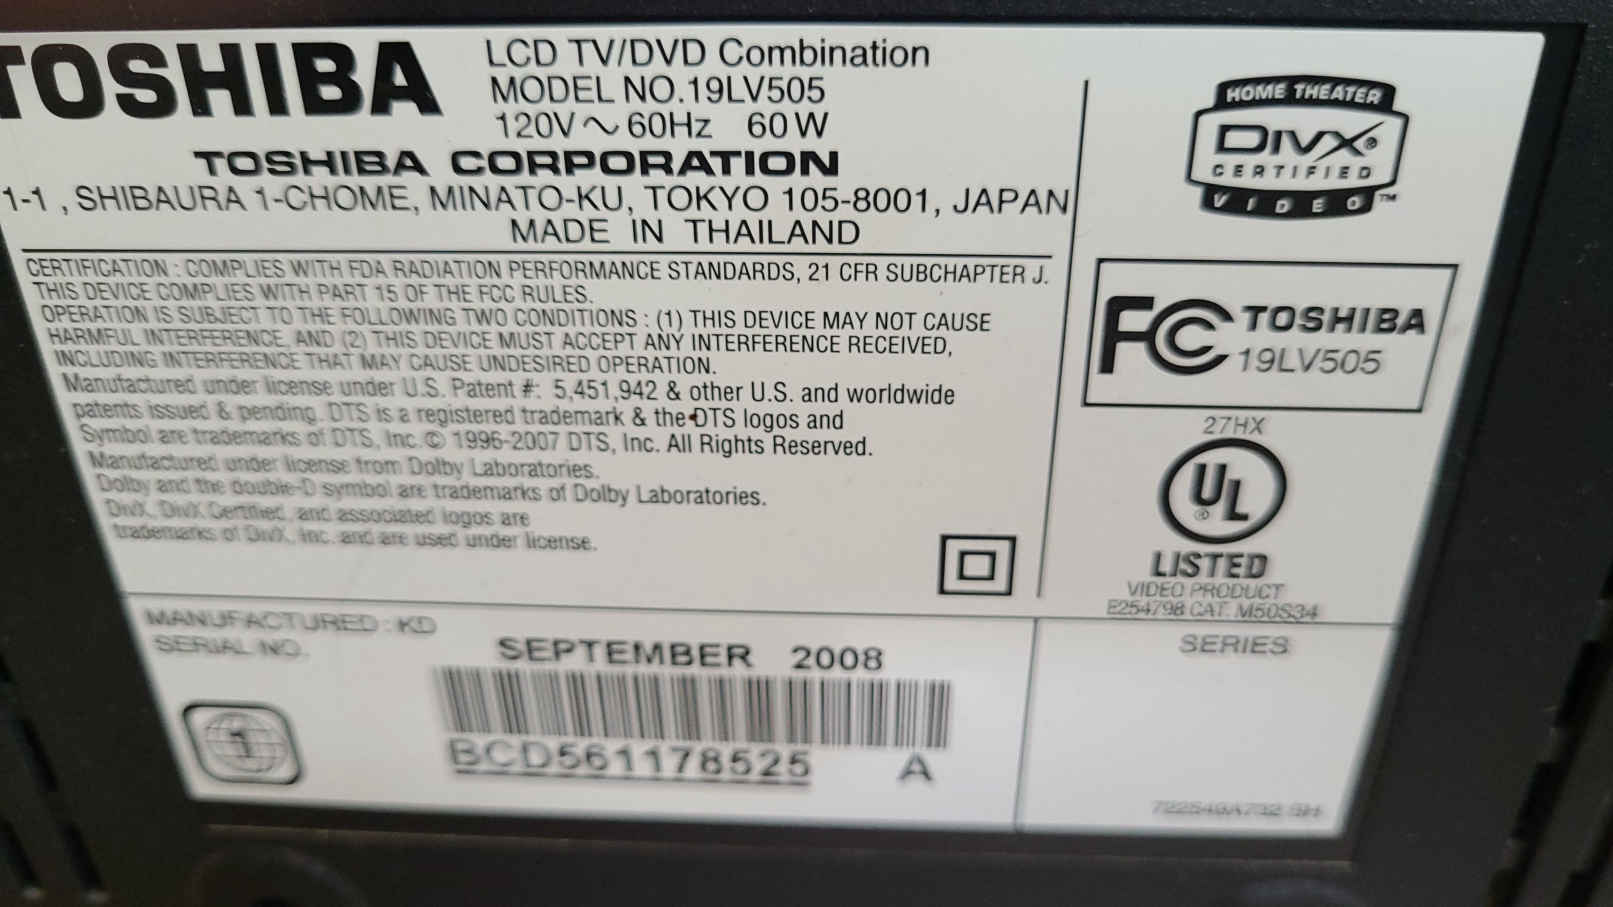 TOSHIBA
LCD TV/DVD Combination
MODEL NO.19LV505
120V～60Hz 60W
TOSHIBA CORPORATION
1-1 , SHIBAURA 1-CHOME, MINATO-KU, TOKYO 105-8001, JAPAN
MADE IN THAILAND
CERTIFICATION : COMPLIES WITH FDA RADIATION PERFORMANCE STANDARDS, 21 CFR SUBCHAPTER J.
THIS DEVICE COMPLIES WITH PART 15 OF THE FCC RULES.
OPERATION IS SUBJECT TO THE FOLLOWING TWO CONDITIONS : (1) THIS DEVICE MAY NOT CAUSE
HARMFUL INTERFERENCE, AND (2) THIS DEVICE MUST ACCEPT ANY INTERFERENCE RECEIVED,
INCLUDING INTERFERENCE THAT MAY CAUSE UNDESIRED OPERATION.
Manufactured under license under U.S. Patent #: 5,451,942 & other U.S. and worldwide
patents issued & pending. DTS is a registered trademark & the DTS logos and
Symbol are trademarks of DTS, Inc. © 1996-2007 DTS, Inc. All Rights Reserved.
Manufactured under license from Dolby Laboratories.
Dolby and the double-D symbol are trademarks of Dolby Laboratories.
DivX, DivX Certified, and associated logos are
trademarks of DivX, Inc. and are used under license.
HOME THEATER
DIVX®
CERTIFIED
VIDEO™
FC TOSHIBA
19LV505
27HX
UL®
LISTED
VIDEO PRODUCT
E254798 CAT. M50S34
MANUFACTURED : KD
SERIAL NO.
SEPTEMBER 2008
1
BCD561178525 A
SERIES